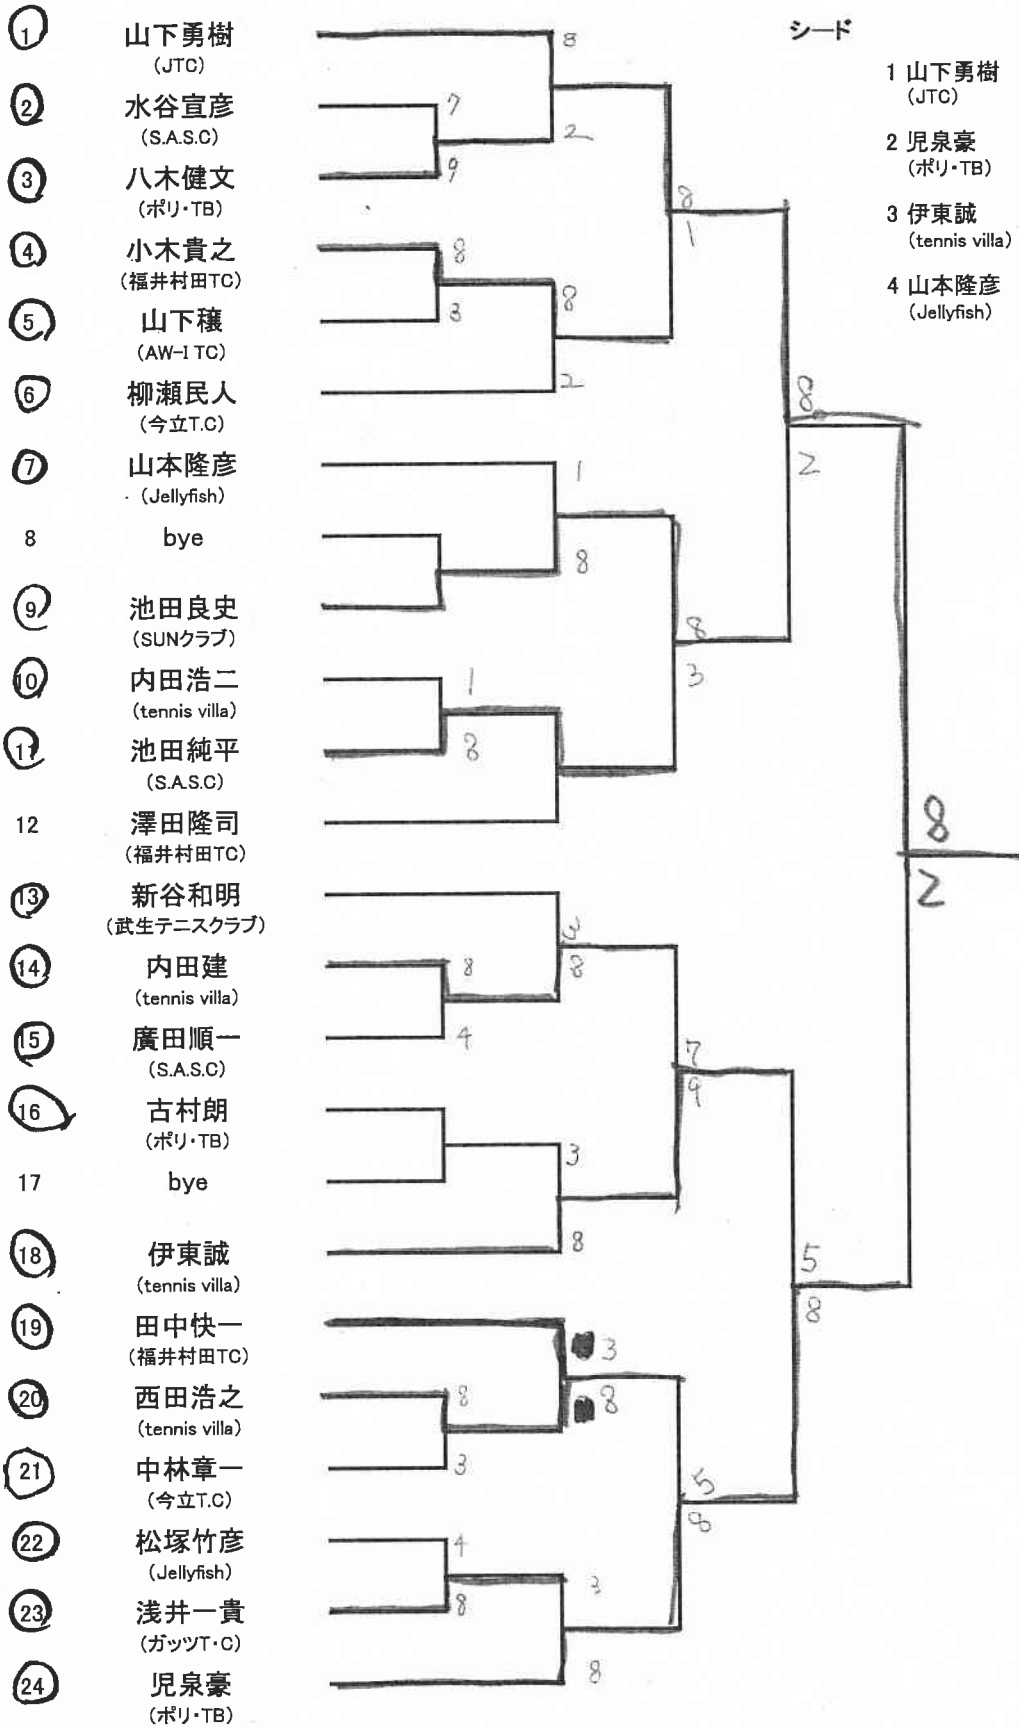 1 山下勇樹
(JTC)
2 水谷宣彦
(S.A.S.C)
3 八木健文
(ポリ・TB)
4 小木貴之
(福井村田TC)
5 山下穣
(AW-I TC)
6 柳瀬民人
(今立T.C)
7 山本隆彦
(Jellyfish)
8 bye
9 池田良史
(SUNクラブ)
10 内田浩二
(tennis villa)
11 池田純平
(S.A.S.C)
12 澤田隆司
(福井村田TC)
13 新谷和明
(武生テニスクラブ)
14 内田建
(tennis villa)
15 廣田順一
(S.A.S.C)
16 古村朗
(ポリ・TB)
17 bye
18 伊東誠
(tennis villa)
19 田中快一
(福井村田TC)
20 西田浩之
(tennis villa)
21 中林章一
(今立T.C)
22 松塚竹彦
(Jellyfish)
23 浅井一貴
(ガッツT・C)
24 児泉豪
(ポリ・TB)
7
9
8
3
1
8
8
4
8
3
4
8
8
2
8
2
1
8
3
8
3
8
3
8
3
8
8
1
8
3
7
9
5
8
8
2
5
8
8
2
シード
1 山下勇樹
(JTC)
2 児泉豪
(ポリ・TB)
3 伊東誠
(tennis villa)
4 山本隆彦
(Jellyfish)